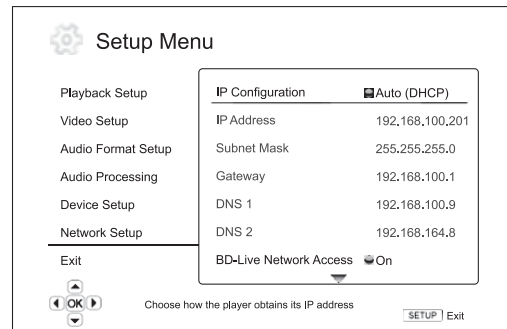 Setup Menu
Playback Setup
Video Setup
Audio Format Setup
Audio Processing
Device Setup
Network Setup
Exit
IP Configuration Auto (DHCP)
IP Address 192.168.100.201
Subnet Mask 255.255.255.0
Gateway 192.168.100.1
DNS 1 192.168.100.9
DNS 2 192.168.164.8
BD-Live Network Access On
OK
Choose how the player obtains its IP address
SETUP Exit